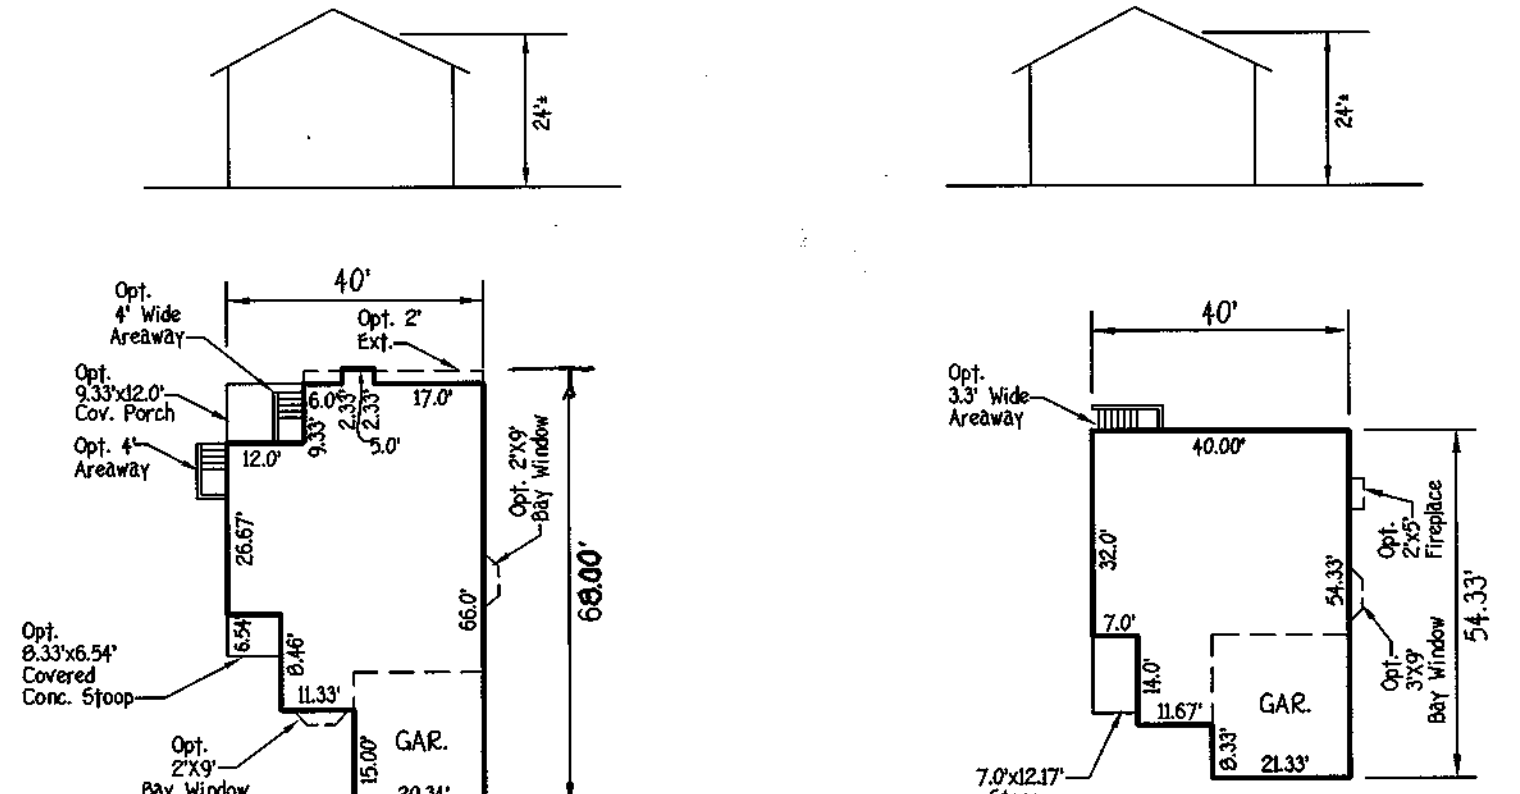 24'±
24'±
40'
Opt.
4' Wide
Areaway
Opt. 2'
Ext.
Opt.
9.33'x12.0'
Cov. Porch
Opt. 4'
Areaway
6.0'
2.33'
2.33'
17.0'
9.33'
5.0'
12.0'
Opt. 2'X9'
Bay Window
26.67'
66.0'
68.00'
Opt.
8.33'x6.54'
Covered
Conc. Stoop
6.54'
8.46'
11.33'
Opt.
2'X9'
Bay Window
15.00'
GAR.
40'
Opt.
3.3' Wide
Areaway
40.00'
Opt.
2'x5'
Fireplace
32.0'
54.33'
54.33'
7.0'
14.0'
Opt.
3'X9'
Bay Window
11.67'
GAR.
8.33'
21.33'
7.0'x12.17'